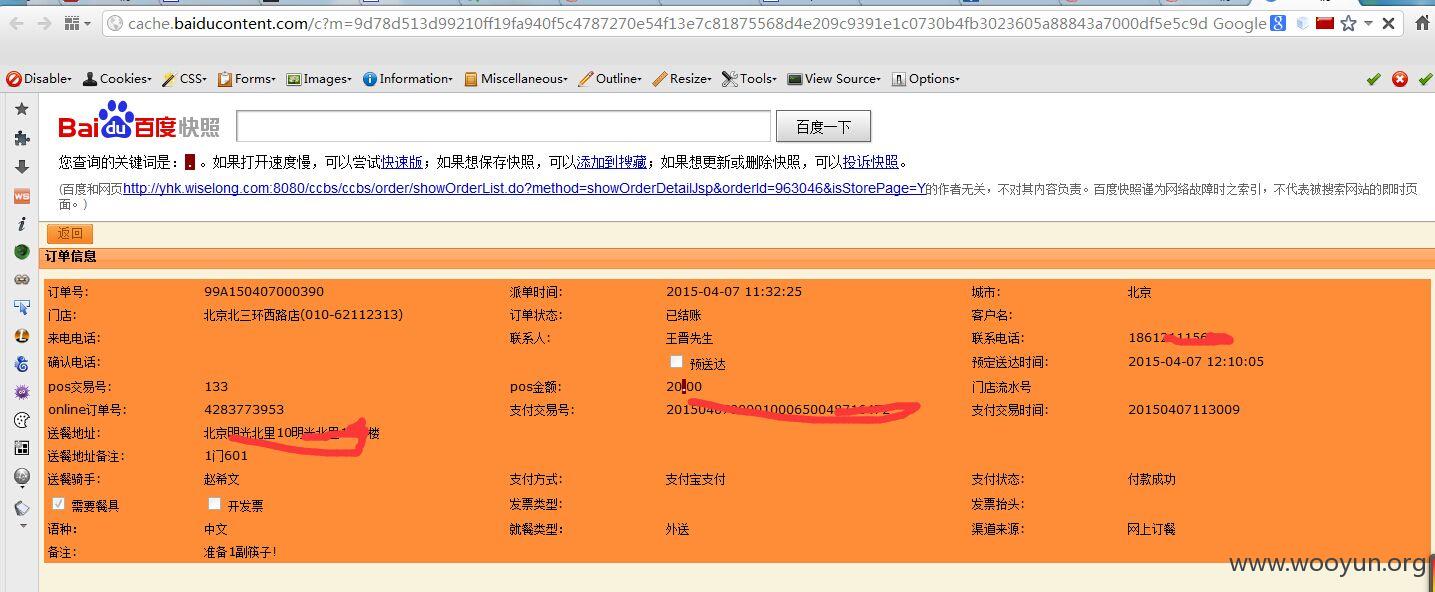 cache.baiducontent.com/c?m=9d78d513d99210ff19fa940f5c4787270e54f13e7c81875568d4e209c9391e1c0730b4fb3023605a88843a7000df5e5c9d Google
Disable Cookies CSS Forms Images Information Miscellaneous Outline Resize Tools View Source Options
Baidu百度快照 百度一下
您查询的关键词是: . 。如果打开速度慢，可以尝试快速版；如果想保存快照，可以添加到搜藏；如果想更新或删除快照，可以投诉快照。
(百度和网页http://yhk.wiselong.com:8080/ccbs/ccbs/order/showOrderList.do?method=showOrderDetailJsp&orderId=963046&isStorePage=Y的作者无关，不对其内容负责。百度快照谨为网络故障时之索引，不代表被搜索网站的即时页
面。)
返回
订单信息
订单号: 99A150407000390 派单时间: 2015-04-07 11:32:25 城市: 北京
门店: 北京北三环西路店(010-62112313) 订单状态: 已结账 客户名:
来电电话: 联系人: 王晋先生 联系电话:
确认电话: 预送达 预定送达时间: 2015-04-07 12:10:05
pos交易号: 133 pos金额: 20.00 门店流水号
online订单号: 4283773953 支付交易号: 支付交易时间: 20150407113009
送餐地址: 北京 楼
送餐地址备注: 1门601
送餐骑手: 赵希文 支付方式: 支付宝支付 支付状态: 付款成功
需要餐具 开发票 发票类型: 发票抬头:
语种: 中文 就餐类型: 外送 渠道来源: 网上订餐
备注: 准备1副筷子!
www.wooyun.org